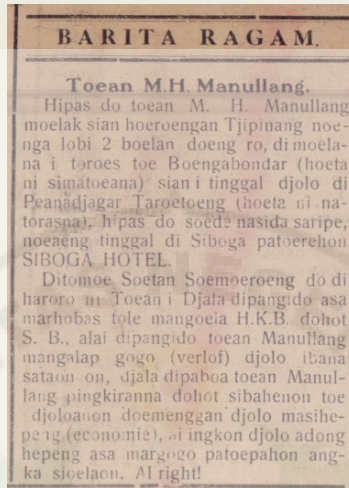 BARITA RAGAM.
Toean M.H. Manullang.
Hipas do toean M. H. Manullang
moelak sian hoeroengan Tjipinang noe-
nga lobi 2 boelan doeng ro, di moela-
na i toroes toe Boengabondar (hoeta
ni simatoeana) sian i tinggal djolo di
Peanadjagar Taroetoeng (hoeta ni na-
torasna), hipas do soede nasida saripe,
noeaeng tinggal di Siboga patoerehon
SIBOGA HOTEL.
Ditomoe Soetan Soemoeroeng do di
haroro ni Toean i Djala dipangido asa
marhobas tole mangoela H.K.B. dohot
S. B., alai dipangido toean Manullang
mangalap gogo (verlof) djolo ibana
sataon on, djala dipaboa toean Manul-
lang pingkiranna dohot sibahenon toe
djoloanon doemenggan djolo masihe-
peng (economie), ai ingkon djolo adong
hepeng asa margogo patoepahon ang-
ka sioelaon. Al right!